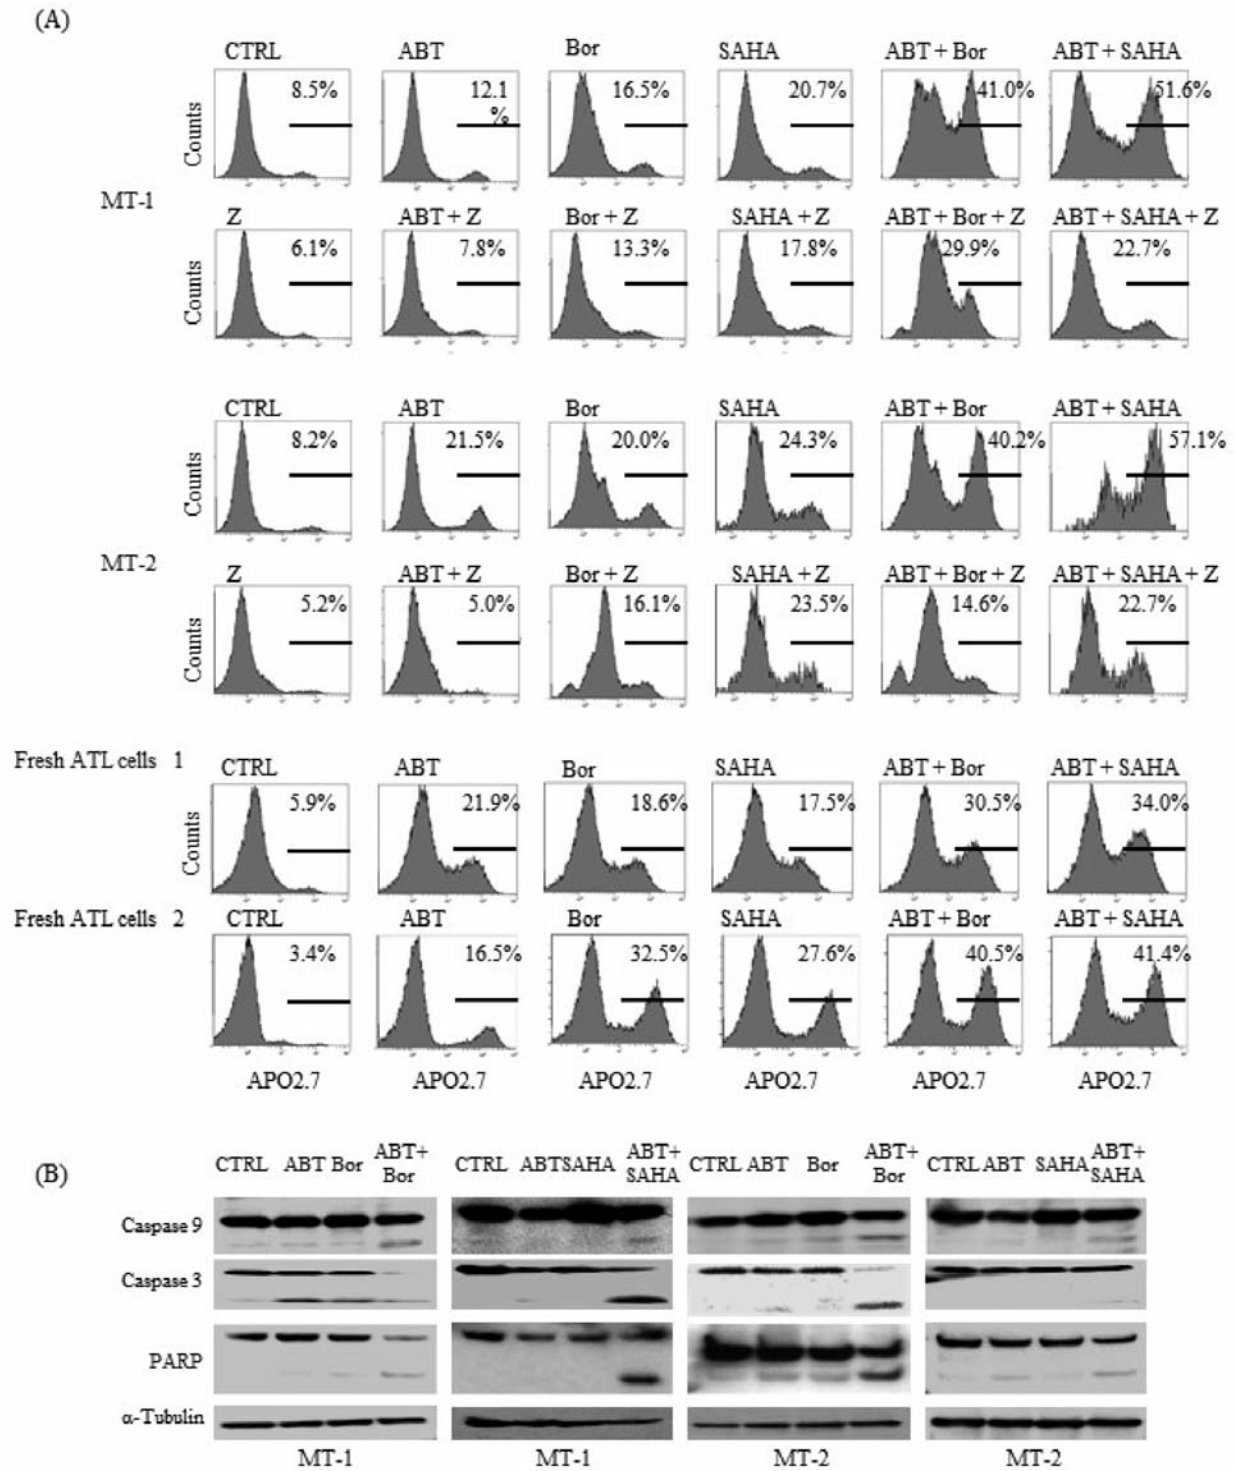 (A)
CTRL ABT Bor SAHA ABT + Bor ABT + SAHA
8.5% 12.1 % 16.5% 20.7% 41.0% 51.6%
Counts
MT-1
Z ABT + Z Bor + Z SAHA + Z ABT + Bor + Z ABT + SAHA + Z
6.1% 7.8% 13.3% 17.8% 29.9% 22.7%
Counts
CTRL ABT Bor SAHA ABT + Bor ABT + SAHA
8.2% 21.5% 20.0% 24.3% 40.2% 57.1%
Counts
MT-2
Z ABT + Z Bor + Z SAHA + Z ABT + Bor + Z ABT + SAHA + Z
5.2% 5.0% 16.1% 23.5% 14.6% 22.7%
Counts
Fresh ATL cells 1
CTRL ABT Bor SAHA ABT + Bor ABT + SAHA
5.9% 21.9% 18.6% 17.5% 30.5% 34.0%
Counts
Fresh ATL cells 2
CTRL ABT Bor SAHA ABT + Bor ABT + SAHA
3.4% 16.5% 32.5% 27.6% 40.5% 41.4%
APO2.7 APO2.7 APO2.7 APO2.7 APO2.7 APO2.7
(B)
CTRL ABT Bor ABT+ Bor CTRL ABT SAHA ABT+ SAHA CTRL ABT Bor ABT+ Bor CTRL ABT SAHA ABT+ SAHA
Caspase 9
Caspase 3
PARP
α-Tubulin
MT-1 MT-1 MT-2 MT-2